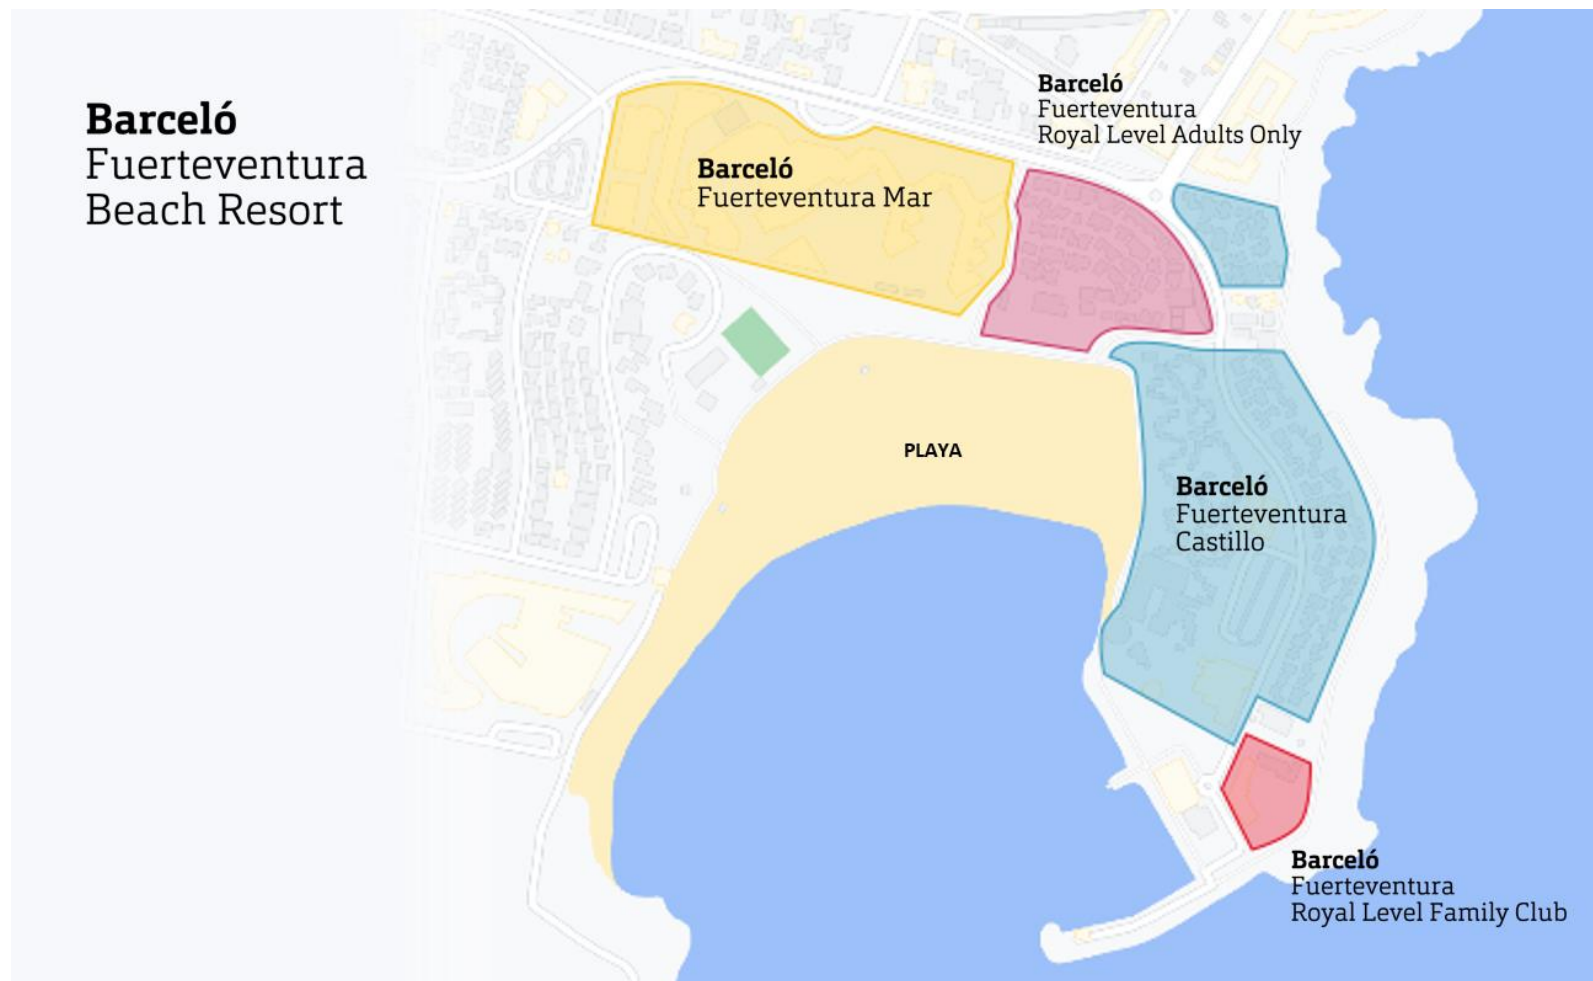 Barceló
Fuerteventura
Beach Resort
Barceló
Fuerteventura
Royal Level Adults Only
Barceló
Fuerteventura Mar
PLAYA
Barceló
Fuerteventura
Castillo
Barceló
Fuerteventura
Royal Level Family Club